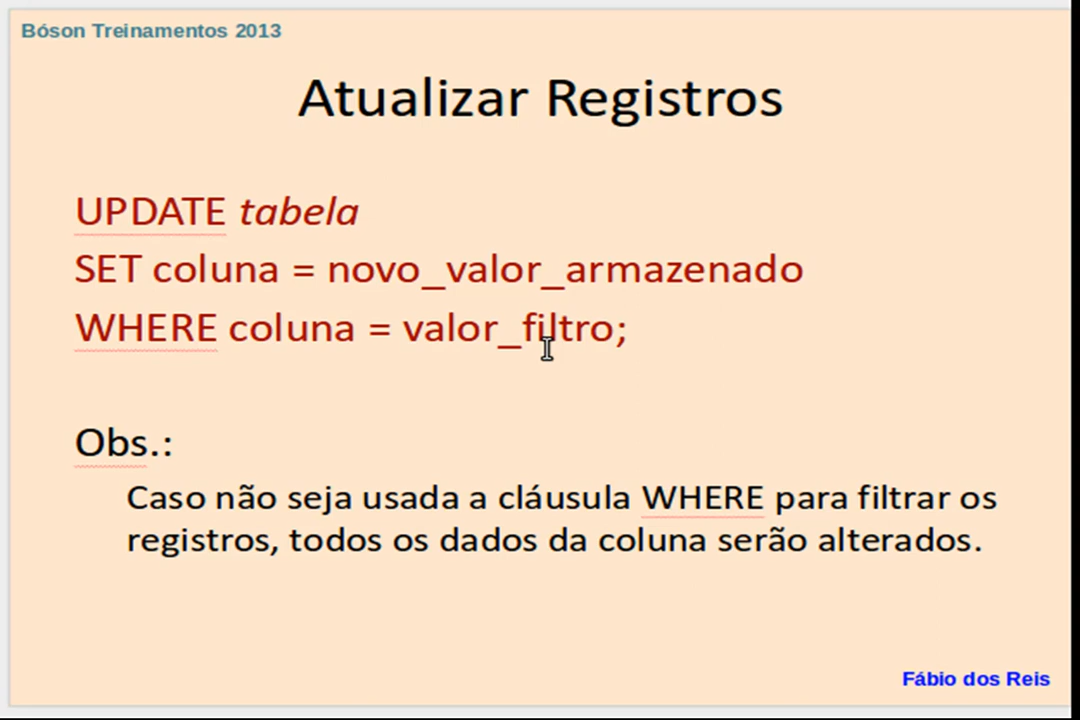 Bóson Treinamentos 2013
Atualizar Registros
UPDATE tabela
SET coluna = novo_valor_armazenado
WHERE coluna = valor_filtro;
Obs.:
Caso não seja usada a cláusula WHERE para filtrar os
registros, todos os dados da coluna serão alterados.
Fábio dos Reis